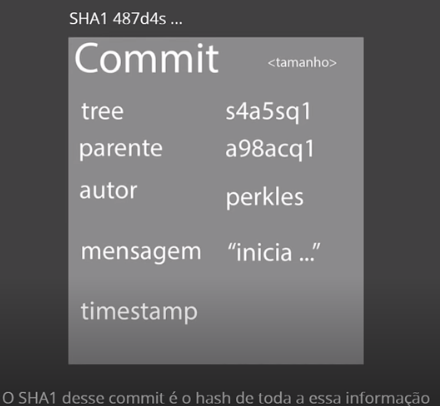 SHA1 487d4s ...
Commit <tamanho>
tree s4a5sq1
parente a98acq1
autor perkles
mensagem “inicia ...”
timestamp
O SHA1 desse commit é o hash de toda a essa informação